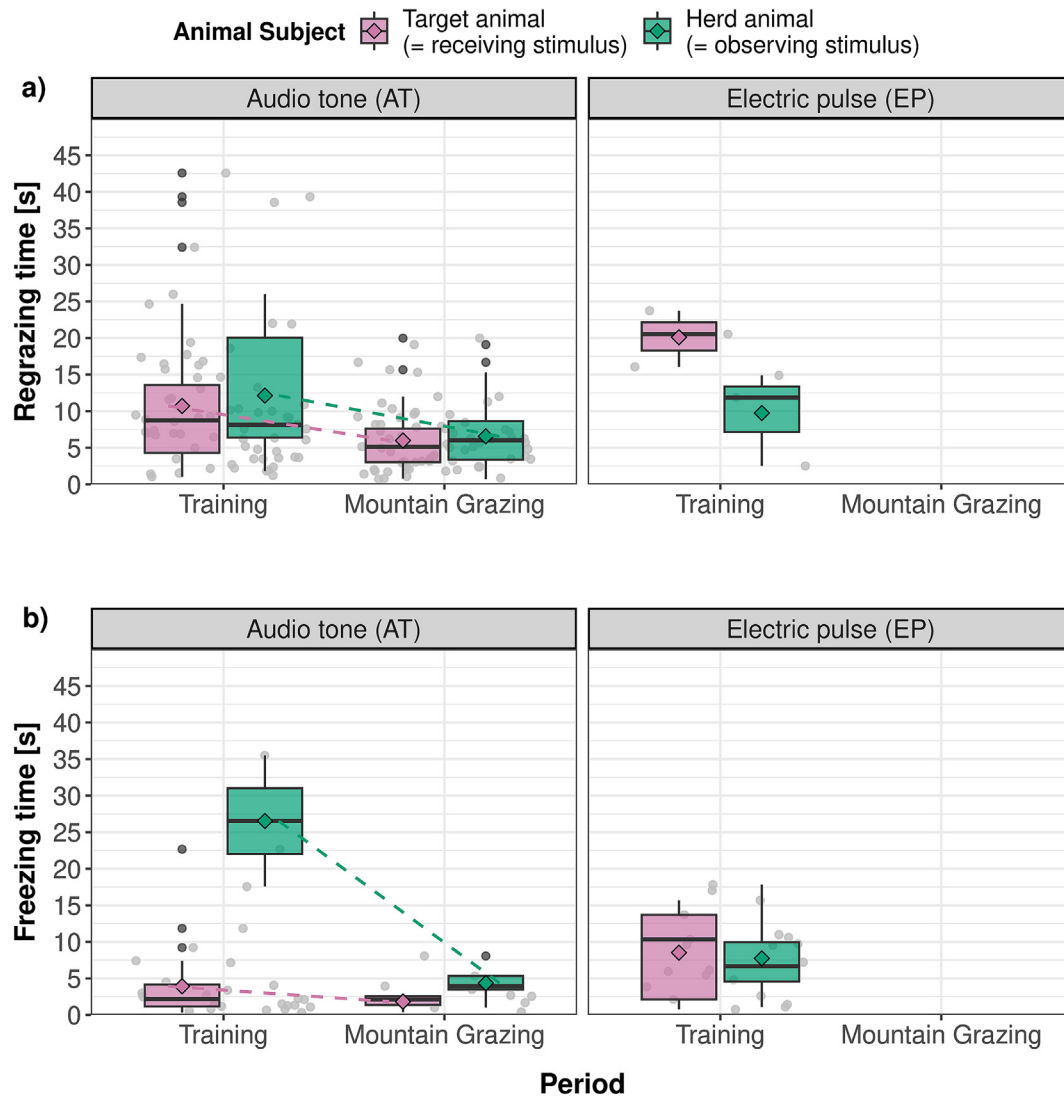 Animal Subject
Target animal
(= receiving stimulus)
Herd animal
(= observing stimulus)
a)
Audio tone (AT)
Electric pulse (EP)
Regrazing time [s]
45
40
35
30
25
20
15
10
5
0
Training
Mountain Grazing
Training
Mountain Grazing
b)
Audio tone (AT)
Electric pulse (EP)
Freezing time [s]
45
40
35
30
25
20
15
10
5
0
Training
Mountain Grazing
Training
Mountain Grazing
Period